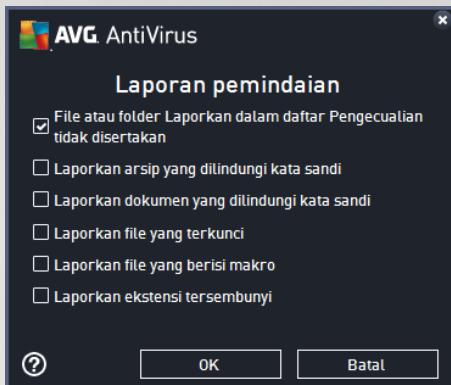 AVG. AntiVirus
Laporan pemindaian
File atau folder Laporkan dalam daftar Pengecualian
tidak disertakan
Laporkan arsip yang dilindungi kata sandi
Laporkan dokumen yang dilindungi kata sandi
Laporkan file yang terkunci
Laporkan file yang berisi makro
Laporkan ekstensi tersembunyi
?
OK
Batal